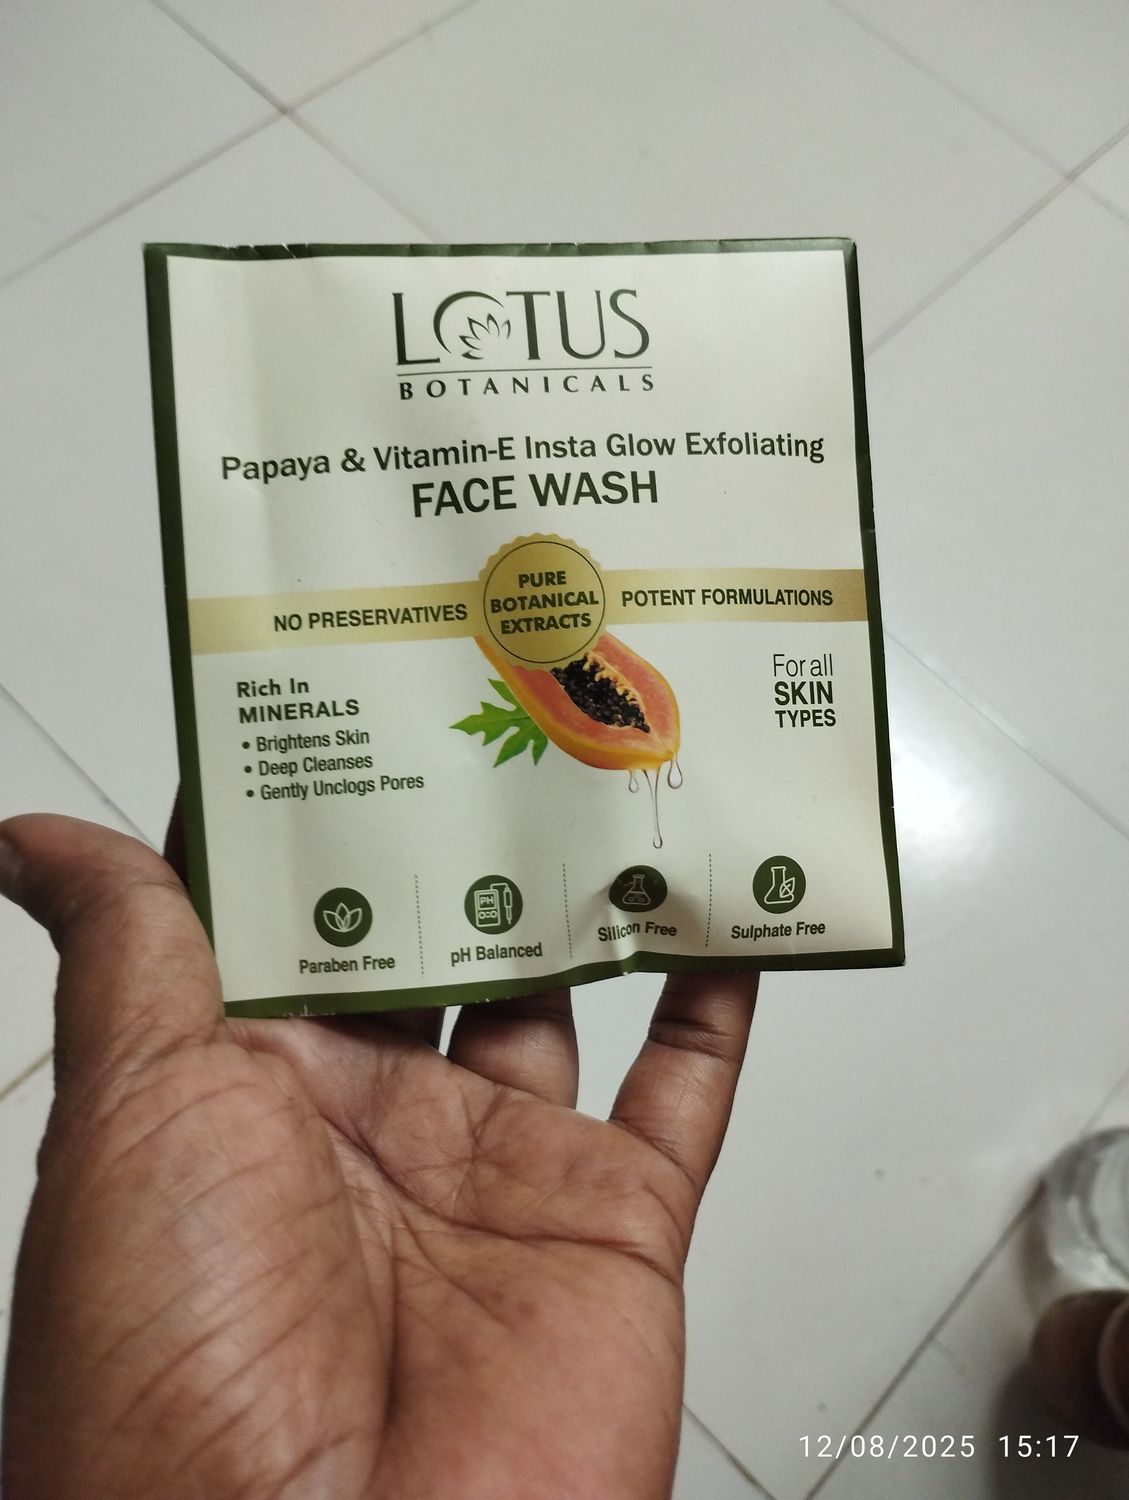 LOTUS
BOTANICALS
Papaya & Vitamin-E Insta Glow Exfoliating
FACE WASH
NO PRESERVATIVES
PURE
BOTANICAL
EXTRACTS
POTENT FORMULATIONS
Rich In
MINERALS
• Brightens Skin
• Deep Cleanses
• Gently Unclogs Pores
For all
SKIN
TYPES
PH
Paraben Free
pH Balanced
Silicon Free
Sulphate Free
12/08/2025 15:17